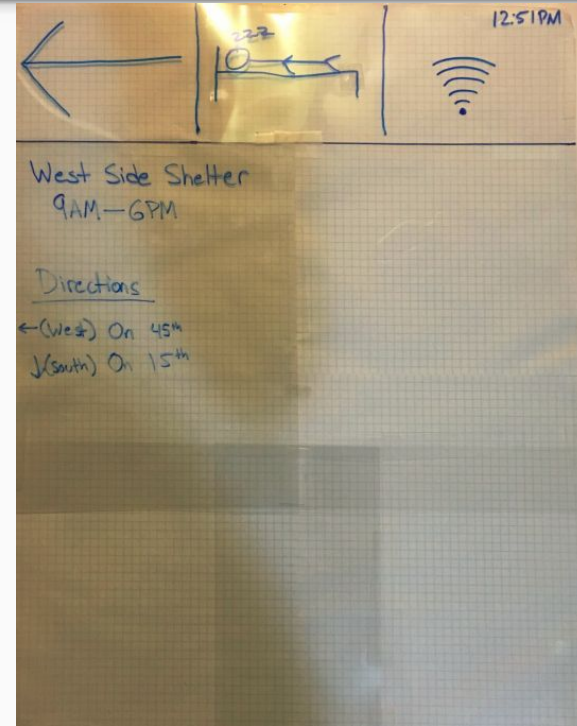 12:51PM
zzz
West Side Shelter
9AM—6PM
Directions
←(West) On 45th
↓(South) On 15th